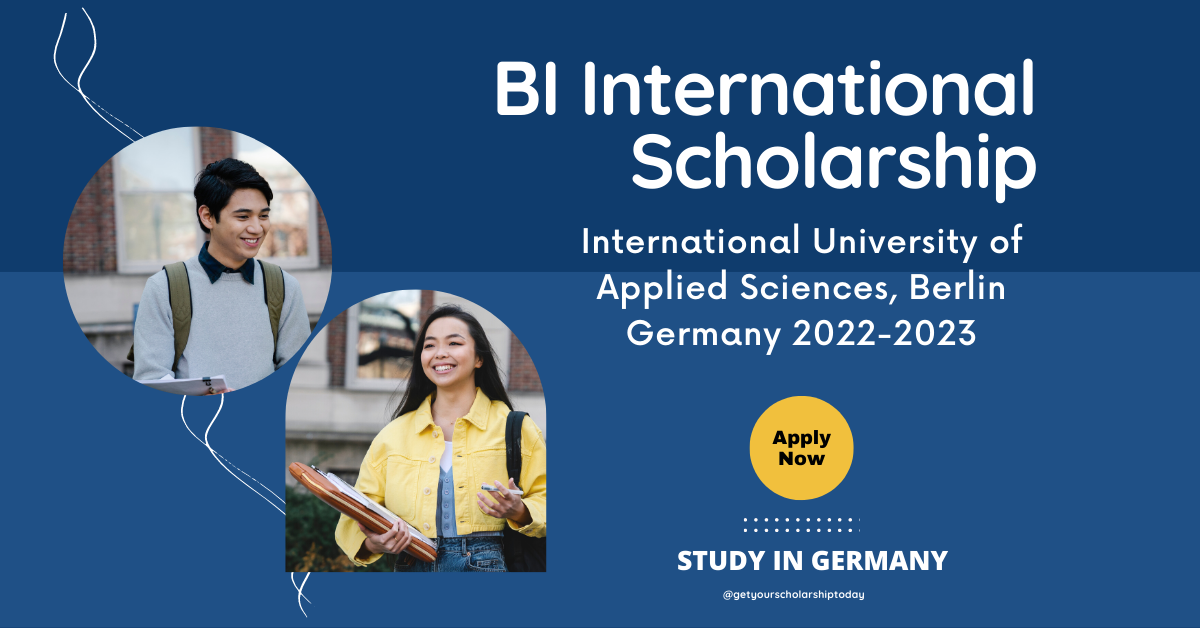 BI International
Scholarship
International University of
Applied Sciences, Berlin
Germany 2022-2023
Apply
Now
STUDY IN GERMANY
@getyourscholarshiptoday